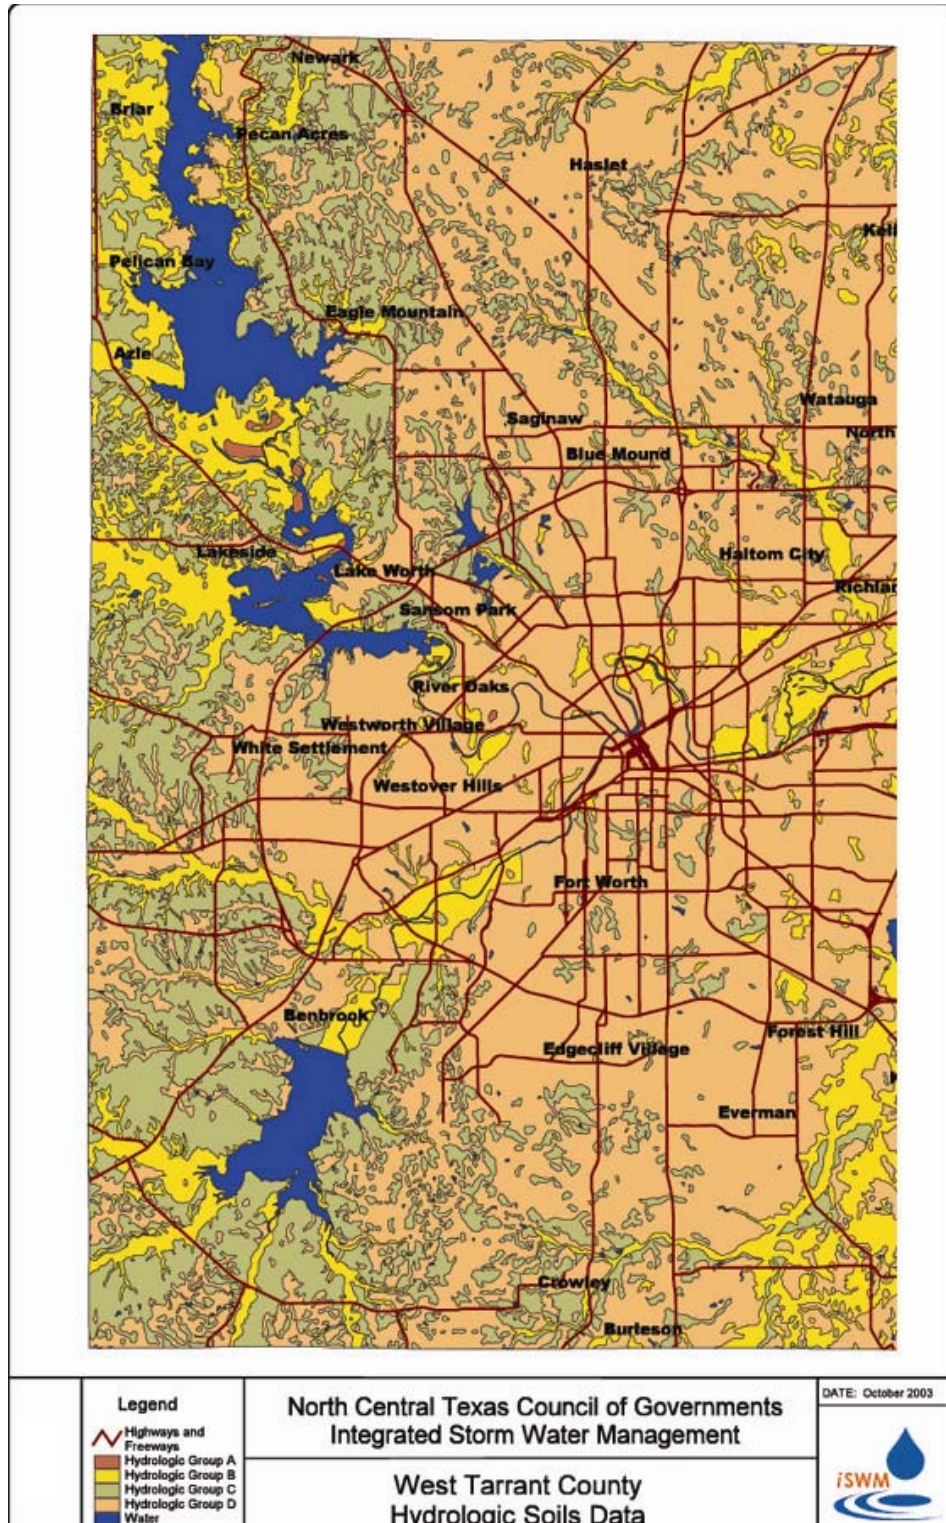 Newark
Briar
Pecan Acres
Haslet
Kell
Pelican Bay
Eagle Mountain
Azle
Watauga
Saginaw
North
Blue Mound
Lakeside
Haltom City
Lake Worth
Richlan
Sansom Park
River Oaks
Westworth Village
White Settlement
Westover Hills
Fort Worth
Benbrook
Forest Hill
Edgecliff Village
Everman
Crowley
Burleson
Legend
Highways and
Freeways
Hydrologic Group A
Hydrologic Group B
Hydrologic Group C
Hydrologic Group D
Water
North Central Texas Council of Governments
Integrated Storm Water Management
West Tarrant County
Hydrologic Soils Data
DATE: October 2003
iSWM